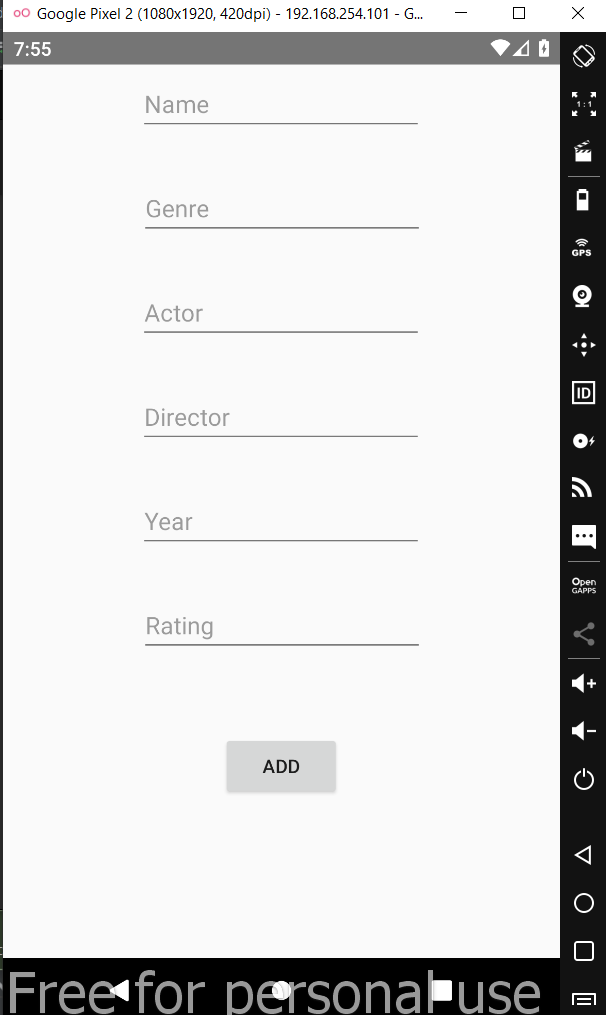 Google Pixel 2 (1080x1920, 420dpi) - 192.168.254.101 - G...
7:55
1 : 1
Name
Genre
GPS
Actor
ID
Director
Year
Open
GAPPS
Rating
ADD
Free for personal use